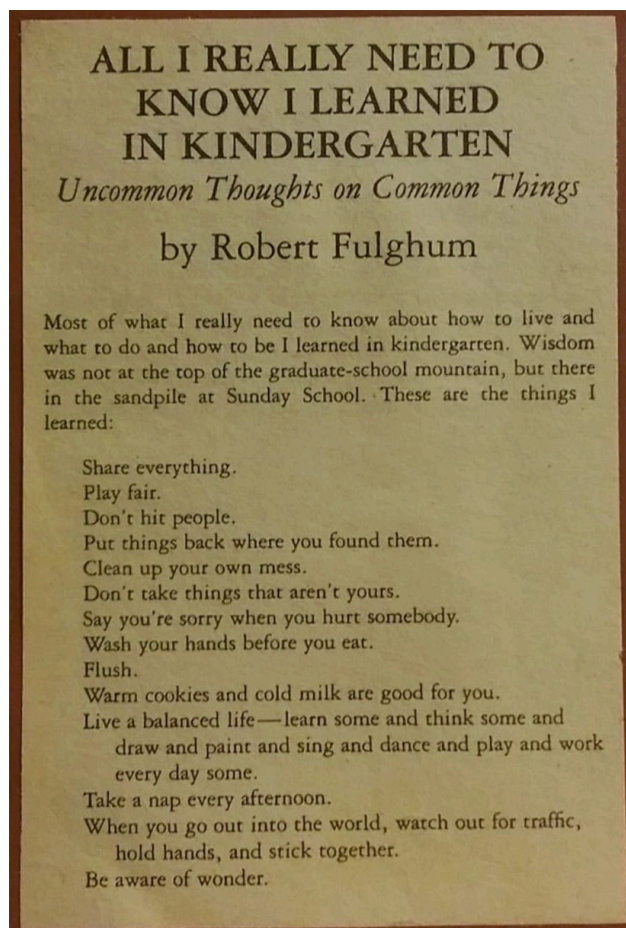 ALL I REALLY NEED TO
KNOW I LEARNED
IN KINDERGARTEN
Uncommon Thoughts on Common Things
by Robert Fulghum
Most of what I really need to know about how to live and
what to do and how to be I learned in kindergarten. Wisdom
was not at the top of the graduate-school mountain, but there
in the sandpile at Sunday School. These are the things I
learned:
Share everything.
Play fair.
Don't hit people.
Put things back where you found them.
Clean up your own mess.
Don't take things that aren't yours.
Say you're sorry when you hurt somebody.
Wash your hands before you eat.
Flush.
Warm cookies and cold milk are good for you.
Live a balanced life—learn some and think some and
draw and paint and sing and dance and play and work
every day some.
Take a nap every afternoon.
When you go out into the world, watch out for traffic,
hold hands, and stick together.
Be aware of wonder.